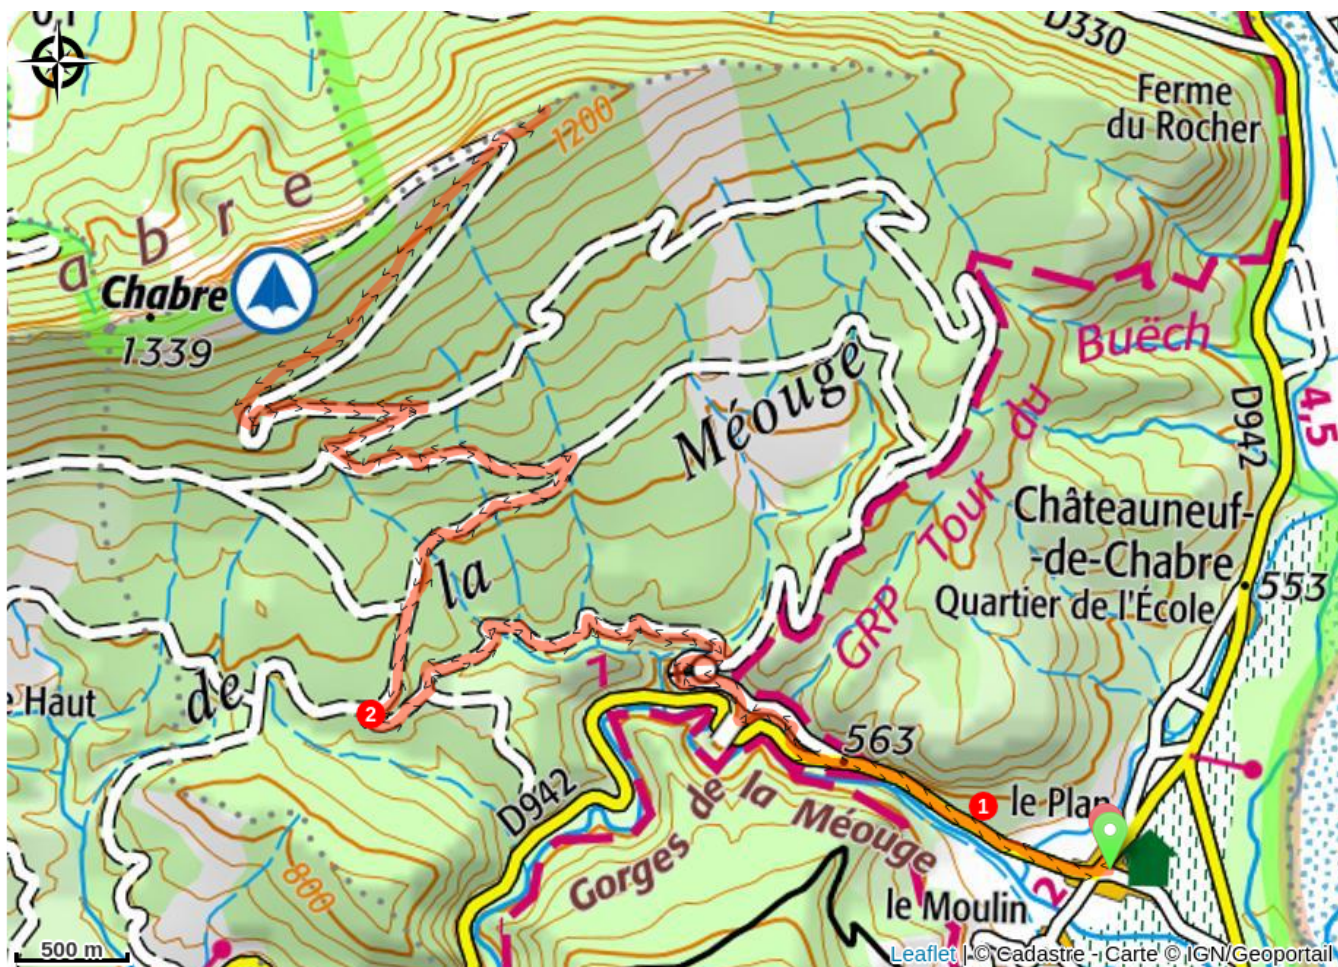 D330
Ferme
du Rocher
1200
abre
Chabre
1339
Buëch
Méouge
du
4,5
D942
Tour
Châteauneuf-
-de-Chabre
553
Quartier de l'École
la
GRP
7
Haut
de
2
563
D942
de la Méouge
1
le Plan
Gorges
800
2
le Moulin
500 m
Leaflet | © Cadastre - Carte © IGN/Geoportail